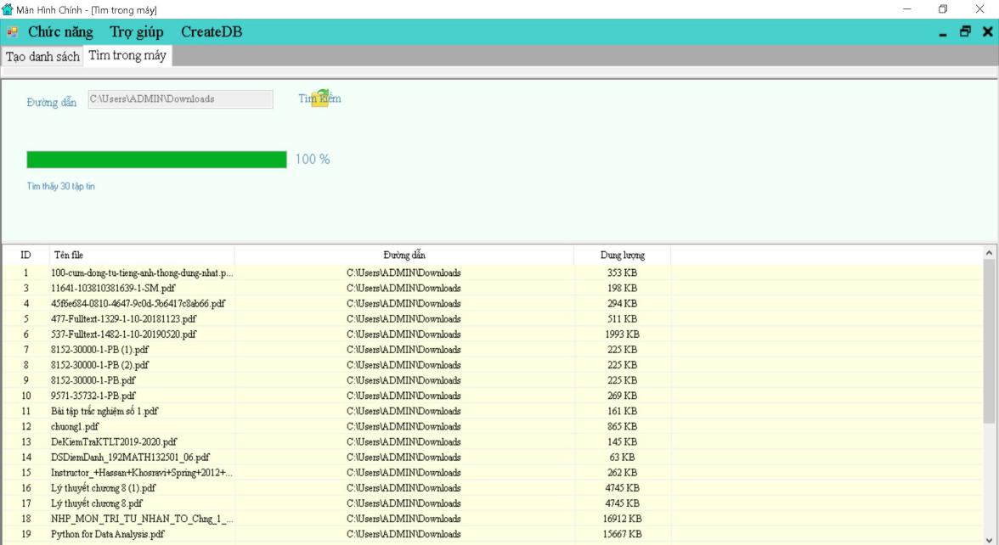 Màn Hình Chính - [Tìm trong máy]
Chức năng Trợ giúp CreateDB
Tạo danh sách Tìm trong máy
Đường dẫn C:\Users\ADMIN\Downloads Tìm kiếm
100 %
Tìm thấy 30 tập tin
ID Tên file Đường dẫn Dung lượng
1 100-cum-dong-tu-tieng-anh-thong-dung-nhat.p... C:\Users\ADMIN\Downloads 353 KB
3 11641-103810381639-1-SM.pdf C:\Users\ADMIN\Downloads 198 KB
4 45f6e684-0810-4647-9c0d-5b6417c8ab66.pdf C:\Users\ADMIN\Downloads 294 KB
5 477-Fulltext-1329-1-10-20181123.pdf C:\Users\ADMIN\Downloads 511 KB
6 537-Fulltext-1482-1-10-20190520.pdf C:\Users\ADMIN\Downloads 1993 KB
7 8152-30000-1-PB (1).pdf C:\Users\ADMIN\Downloads 225 KB
8 8152-30000-1-PB (2).pdf C:\Users\ADMIN\Downloads 225 KB
9 8152-30000-1-PB.pdf C:\Users\ADMIN\Downloads 225 KB
10 9571-35732-1-PB.pdf C:\Users\ADMIN\Downloads 269 KB
11 Bài tập trắc nghiệm số 1.pdf C:\Users\ADMIN\Downloads 161 KB
12 chuong1.pdf C:\Users\ADMIN\Downloads 865 KB
13 DeKiemTraKTLT2019-2020.pdf C:\Users\ADMIN\Downloads 145 KB
14 DSDiemDanh_192MATH132501_06.pdf C:\Users\ADMIN\Downloads 63 KB
15 Instructor_+Hassan+Khosravi+Spring+2012+... C:\Users\ADMIN\Downloads 262 KB
16 Lý thuyết chương 8 (1).pdf C:\Users\ADMIN\Downloads 4745 KB
17 Lý thuyết chương 8.pdf C:\Users\ADMIN\Downloads 4745 KB
18 NHP_MON_TRI_TU_NHAN_TO_Chng_1_... C:\Users\ADMIN\Downloads 16912 KB
19 Python for Data Analysis.pdf C:\Users\ADMIN\Downloads 15667 KB